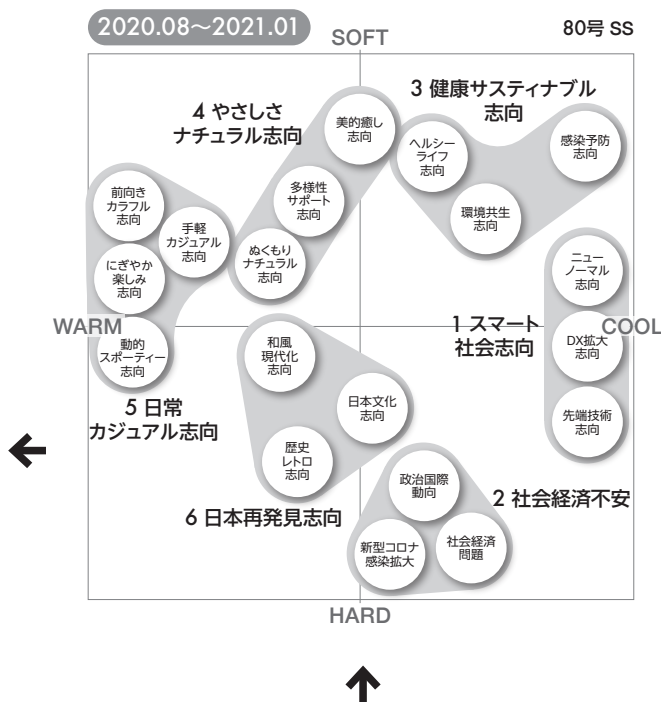 2020.08～2021.01
SOFT
80号 SS
3 健康サスティナブル
志向
4 やさしさ
ナチュラル志向
美的癒し
志向
ヘルシー
ライフ
志向
感染予防
志向
前向き
カラフル
志向
多様性
サポート
志向
環境共生
志向
手軽
カジュアル
志向
にぎやか
楽しみ
志向
ぬくもり
ナチュラル
志向
ニュー
ノーマル
志向
WARM
1 スマート
社会志向
COOL
動的
スポーティー
志向
和風
現代化
志向
DX拡大
志向
5 日常
カジュアル志向
日本文化
志向
先端技術
志向
歴史
レトロ
志向
政治国際
動向
2 社会経済不安
6 日本再発見志向
新型コロナ
感染拡大
社会経済
問題
HARD